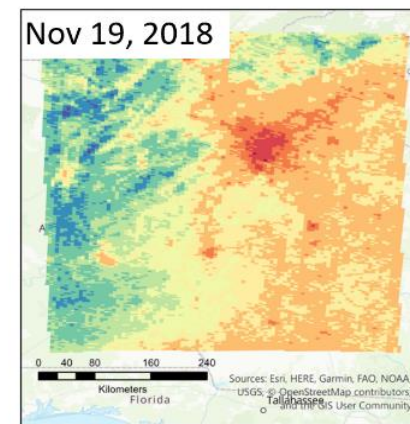 Nov 19, 2018
A
0 40 80 160 240
Kilometers
Sources: Esri, HERE, Garmin, FAO, NOAA,
USGS, © OpenStreetMap contributors,
and the GIS User Community
Florida
Tallahassee